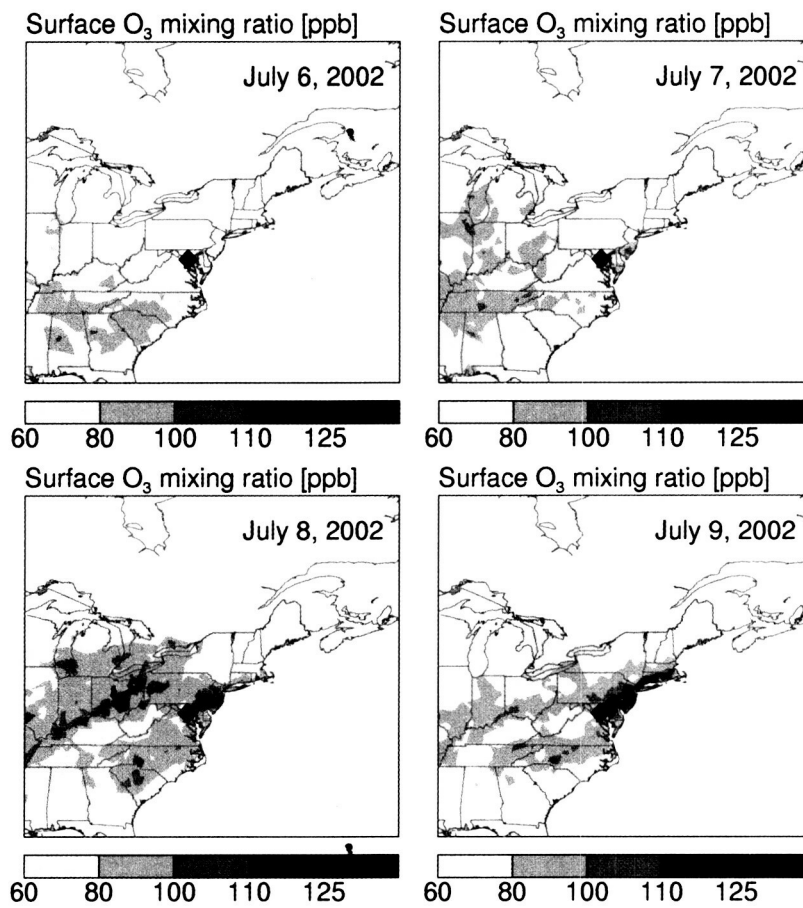 Surface O₃ mixing ratio [ppb]
July 6, 2002
60 80 100 110 125
Surface O₃ mixing ratio [ppb]
July 7, 2002
60 80 100 110 125
Surface O₃ mixing ratio [ppb]
July 8, 2002
60 80 100 110 125
Surface O₃ mixing ratio [ppb]
July 9, 2002
60 80 100 110 125